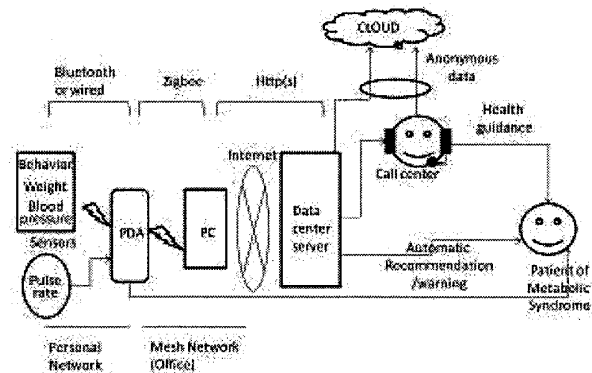 CLOUD
Anonymous
data
Bluetooth
or wired
Zigbee
Http(s)
Health
guidance
Internet
Call center
Behavior
Weight
Blood
pressure
Sensors
Pulse
rate
PDA
PC
Data
center
server
Automatic
Recommendation
/warning
Patient of
Metabolic
Syndrome
Personal
Network
Mesh Network
(Office)